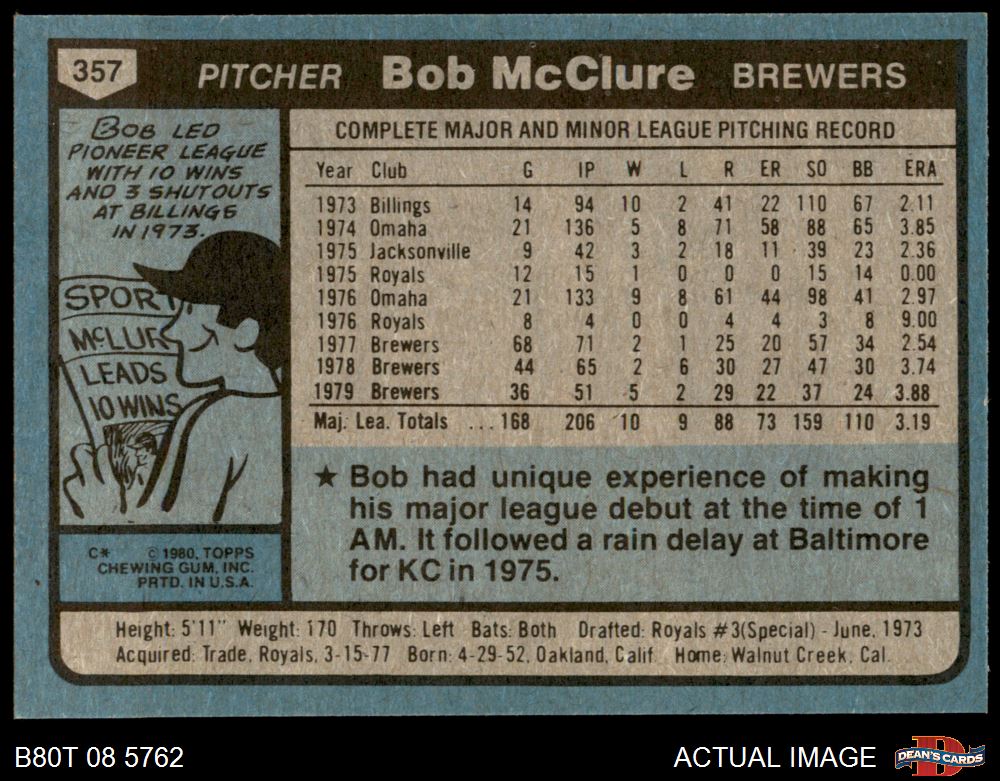 357 PITCHER Bob McClure BREWERS
BOB LED
PIONEER LEAGUE
WITH 10 WINS
AND 3 SHUTOUTS
AT BILLINGS
IN 1973.
SPORT
McLUR
LEADS
10 WINS
C* © 1980, TOPPS
CHEWING GUM, INC.
PRTD. IN U.S.A.
COMPLETE MAJOR AND MINOR LEAGUE PITCHING RECORD
Year Club G IP W L R ER SO BB ERA
1973 Billings 14 94 10 2 41 22 110 67 2.11
1974 Omaha 21 136 5 8 71 58 88 65 3.85
1975 Jacksonville 9 42 3 2 18 11 39 23 2.36
1975 Royals 12 15 1 0 0 0 15 14 0.00
1976 Omaha 21 133 9 8 61 44 98 41 2.97
1976 Royals 8 4 0 0 4 4 3 8 9.00
1977 Brewers 68 71 2 1 25 20 57 34 2.54
1978 Brewers 44 65 2 6 30 27 47 30 3.74
1979 Brewers 36 51 5 2 29 22 37 24 3.88
Maj. Lea. Totals ... 168 206 10 9 88 73 159 110 3.19
★ Bob had unique experience of making
his major league debut at the time of 1
AM. It followed a rain delay at Baltimore
for KC in 1975.
Height: 5'11" Weight: 170 Throws: Left Bats: Both Drafted: Royals #3(Special) - June, 1973
Acquired: Trade, Royals, 3-15-77 Born: 4-29-52, Oakland, Calif. Home: Walnut Creek, Cal.
B80T 08 5762 ACTUAL IMAGE DEAN'S CARDS